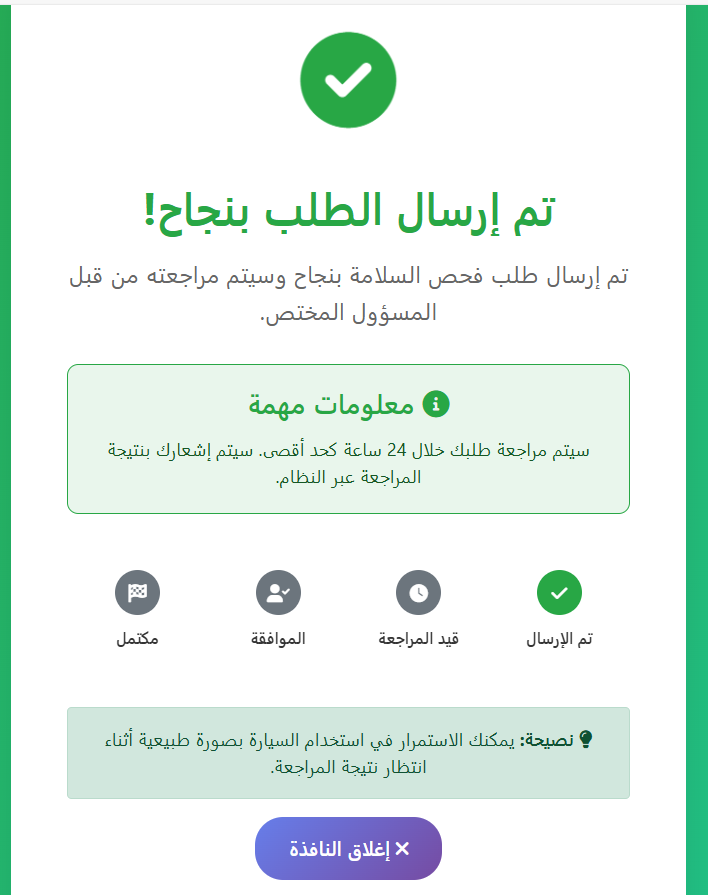 تم إرسال الطلب بنجاح!
تم إرسال طلب فحص السلامة بنجاح وسيتم مراجعته من قبل
المسؤول المختص.
معلومات مهمة
سيتم مراجعة طلبك خلال 24 ساعة كحد أقصى. سيتم إشعارك بنتيجة
المراجعة عبر النظام.
تم الإرسال
قيد المراجعة
الموافقة
مكتمل
نصيحة: يمكنك الاستمرار في استخدام السيارة بصورة طبيعية أثناء
انتظار نتيجة المراجعة.
إغلاق النافذة